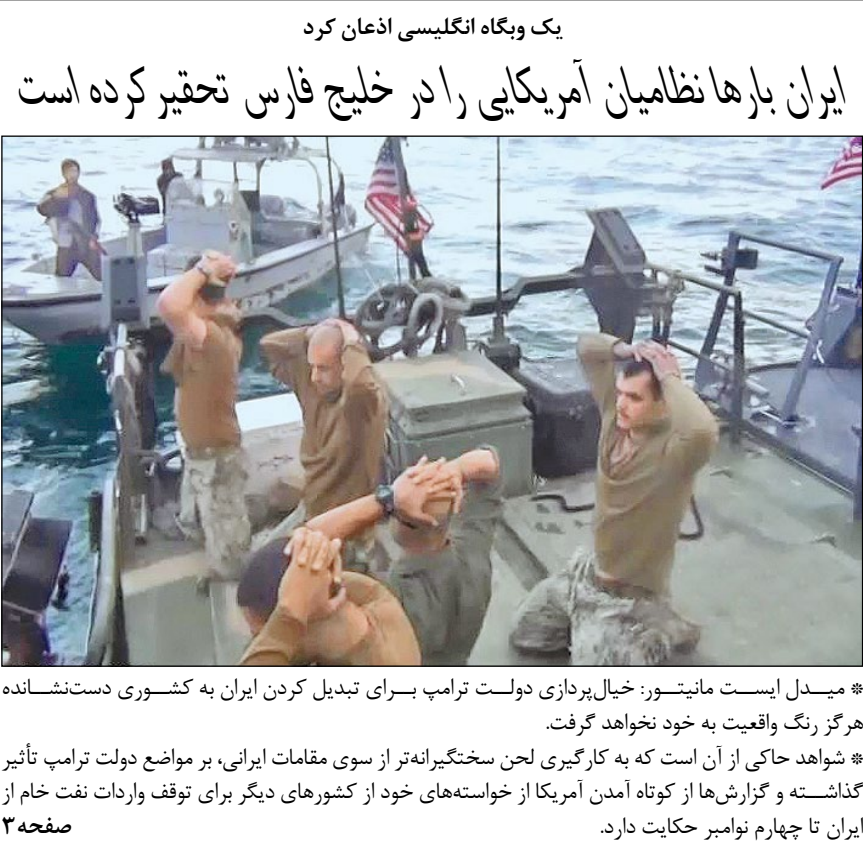 یک وبگاه انگلیسی اذعان کرد
ایران بارها نظامیان آمریکایی را در خلیج فارس تحقیر کرده است
* میدل ایست مانیتور: خیال‌پردازی دولت ترامپ برای تبدیل کردن ایران به کشوری دست‌نشانده
هرگز رنگ واقعیت به خود نخواهد گرفت.
* شواهد حاکی از آن است که به کارگیری لحن سختگیرانه‌تر از سوی مقامات ایرانی، بر مواضع دولت ترامپ تأثیر
گذاشته و گزارش‌ها از کوتاه آمدن آمریکا از خواسته‌های خود از کشورهای دیگر برای توقف واردات نفت خام از
ایران تا چهارم نوامبر حکایت دارد. صفحه۳